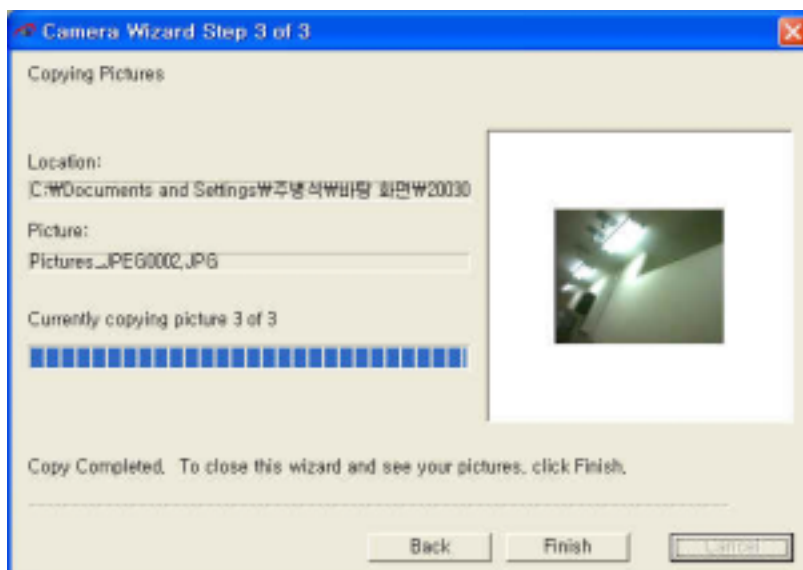 Camera Wizard Step 3 of 3
Copying Pictures
Location:
C:₩Documents and Settings₩주병석₩바탕 화면₩20030
Picture:
Pictures_JPEG0002.JPG
Currently copying picture 3 of 3
Copy Completed. To close this wizard and see your pictures, click Finish.
Back Finish Cancel